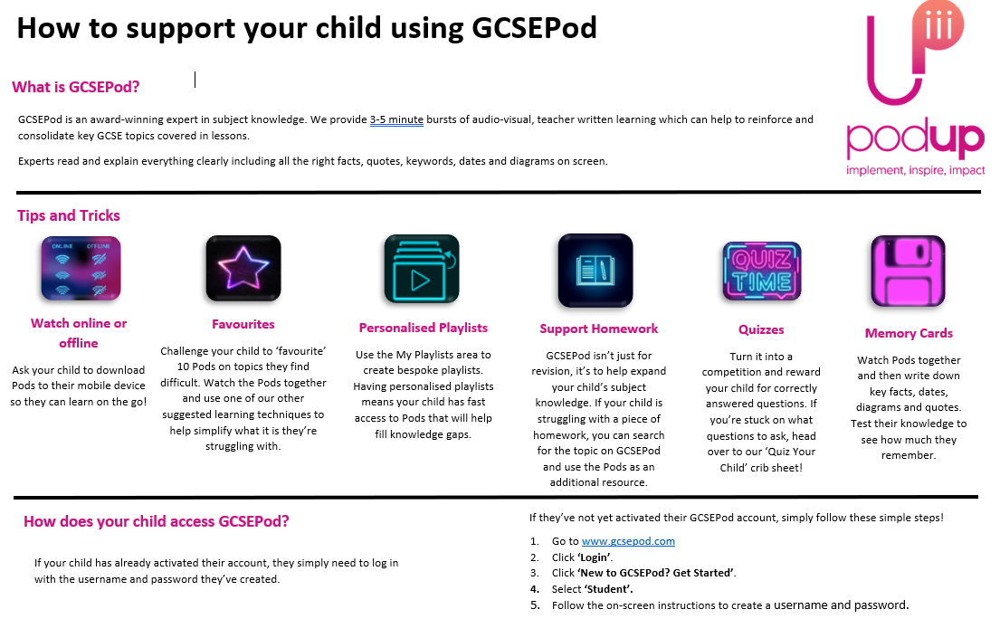 How to support your child using GCSEPod
iii
podup
implement, inspire, impact
What is GCSEPod?
GCSEPod is an award-winning expert in subject knowledge. We provide 3-5 minute bursts of audio-visual, teacher written learning which can help to reinforce and
consolidate key GCSE topics covered in lessons.
Experts read and explain everything clearly including all the right facts, quotes, keywords, dates and diagrams on screen.
Tips and Tricks
ONLINE OFFLINE
Watch online or
offline
Ask your child to download
Pods to their mobile device
so they can learn on the go!
Favourites
Challenge your child to ‘favourite’
10 Pods on topics they find
difficult. Watch the Pods together
and use one of our other
suggested learning techniques to
help simplify what it is they’re
struggling with.
Personalised Playlists
Use the My Playlists area to
create bespoke playlists.
Having personalised playlists
means your child has fast
access to Pods that will help
fill knowledge gaps.
Support Homework
GCSEPod isn’t just for
revision, it’s to help expand
your child’s subject
knowledge. If your child is
struggling with a piece of
homework, you can search
for the topic on GCSEPod
and use the Pods as an
additional resource.
QUIZ
TIME
Quizzes
Turn it into a
competition and reward
your child for correctly
answered questions. If
you’re stuck on what
questions to ask, head
over to our ‘Quiz Your
Child’ crib sheet!
Memory Cards
Watch Pods together
and then write down
key facts, dates,
diagrams and quotes.
Test their knowledge to
see how much they
remember.
How does your child access GCSEPod?
If your child has already activated their account, they simply need to log in
with the username and password they’ve created.
If they’ve not yet activated their GCSEPod account, simply follow these simple steps!
1. Go to www.gcsepod.com
2. Click ‘Login’.
3. Click ‘New to GCSEPod? Get Started’.
4. Select ‘Student’.
5. Follow the on-screen instructions to create a username and password.